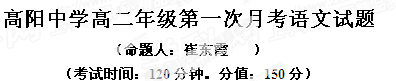 高阳中学高二年级第一次月考语文试题
（命题人：崔东霞　　）
（考试时间：120分钟。分值：150分）